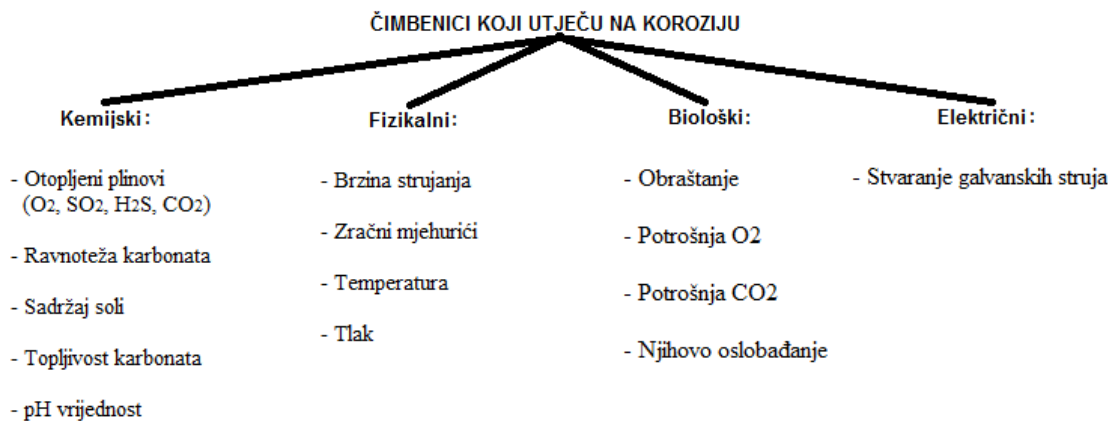 ČIMBENICI KOJI UTJEČU NA KOROZIJU
Kemijski:
- Otopljeni plinovi
(O2, SO2, H2S, CO2)
- Ravnoteža karbonata
- Sadržaj soli
- Topljivost karbonata
- pH vrijednost
Fizikalni:
- Brzina strujanja
- Zračni mjehurići
- Temperatura
- Tlak
Biološki:
- Obraštanje
- Potrošnja O2
- Potrošnja CO2
- Njihovo oslobađanje
Električni:
- Stvaranje galvanskih struja